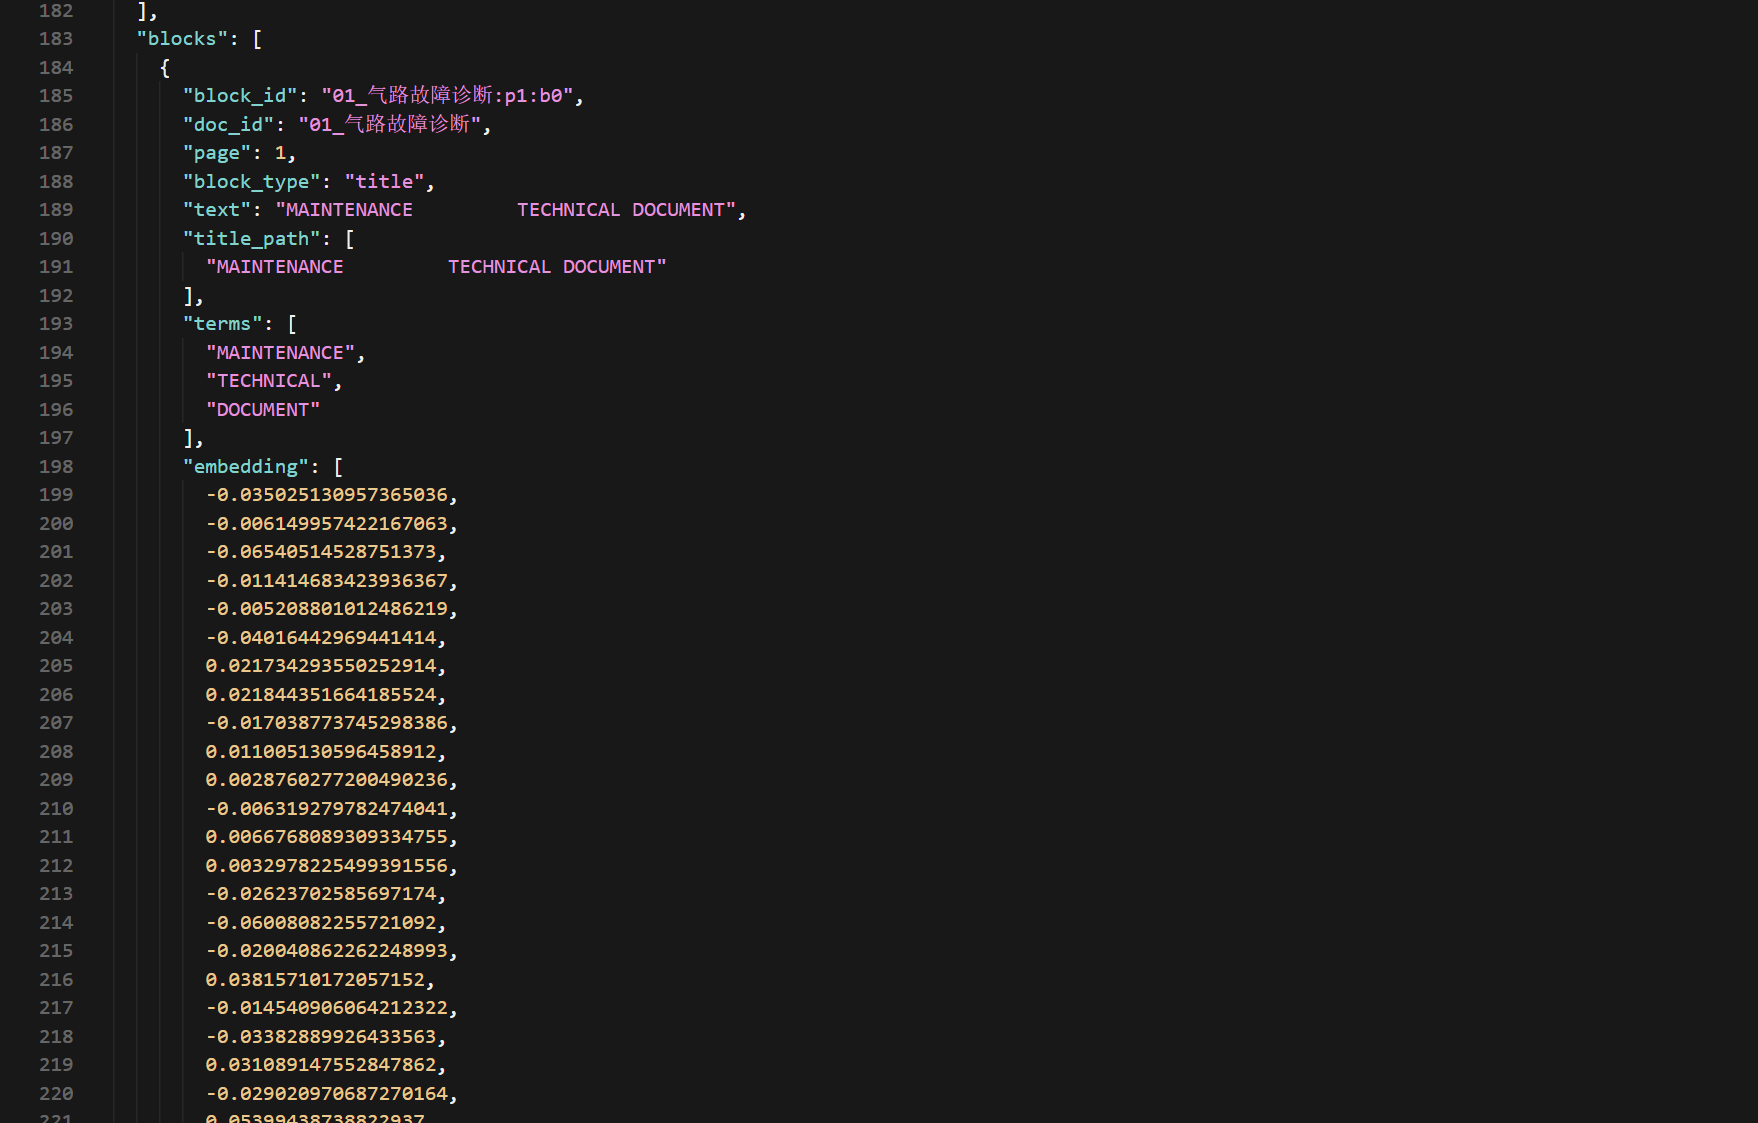 182 ],
183 "blocks": [
184 {
185 "block_id": "01_气路故障诊断:p1:b0",
186 "doc_id": "01_气路故障诊断",
187 "page": 1,
188 "block_type": "title",
189 "text": "MAINTENANCE         TECHNICAL DOCUMENT",
190 "title_path": [
191 "MAINTENANCE         TECHNICAL DOCUMENT"
192 ],
193 "terms": [
194 "MAINTENANCE",
195 "TECHNICAL",
196 "DOCUMENT"
197 ],
198 "embedding": [
199 -0.035025130957365036,
200 -0.006149957422167063,
201 -0.06540514528751373,
202 -0.011414683423936367,
203 -0.005208801012486219,
204 -0.04016442969441414,
205 0.021734293550252914,
206 0.021844351664185524,
207 -0.017038773745298386,
208 0.011005130596458912,
209 0.0028760277200490236,
210 -0.006319279782474041,
211 0.0066768089309334755,
212 0.0032978225499391556,
213 -0.02623702585697174,
214 -0.06008082255721092,
215 -0.020040862262248993,
216 0.03815710172057152,
217 -0.014540906064212322,
218 -0.03382889926433563,
219 0.031089147552847862,
220 -0.029020970687270164,
221 0.05399438738822937,